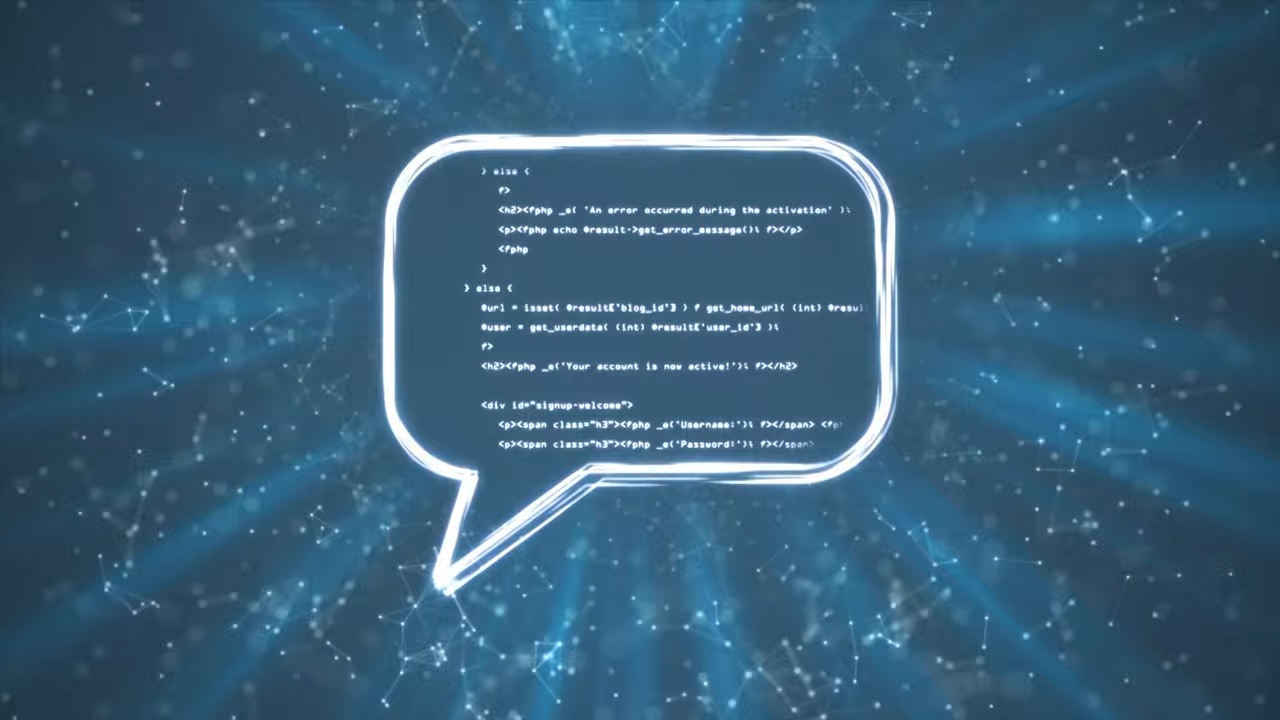 } else {
?>
<h2><?php _e( 'An error occurred during the activation' );
<p><?php echo $result->get_error_message(); ?></p>
<?php
}
} else {
$url = isset( $result['blog_id'] ) ? get_home_url( (int) $resul
$user = get_userdata( (int) $result['user_id'] );
?>
<h2><?php _e('Your account is now active!'); ?></h2>
<div id="signup-welcome">
<p><span class="h3"><?php _e('Username:'); ?></span> <?p
<p><span class="h3"><?php _e('Password:'); ?></span>